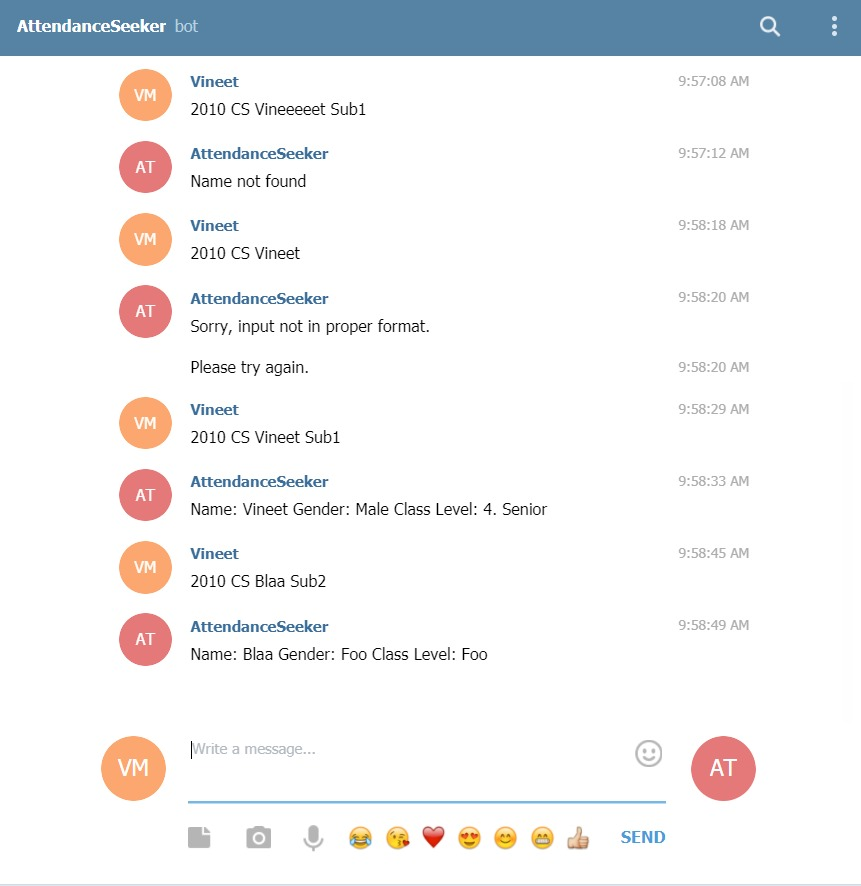 AttendanceSeeker bot
VM
Vineet 9:57:08 AM
2010 CS Vineeeeet Sub1
AT
AttendanceSeeker 9:57:12 AM
Name not found
VM
Vineet 9:58:18 AM
2010 CS Vineet
AT
AttendanceSeeker 9:58:20 AM
Sorry, input not in proper format.
Please try again. 9:58:20 AM
VM
Vineet 9:58:29 AM
2010 CS Vineet Sub1
AT
AttendanceSeeker 9:58:33 AM
Name: Vineet Gender: Male Class Level: 4. Senior
VM
Vineet 9:58:45 AM
2010 CS Blaa Sub2
AT
AttendanceSeeker 9:58:49 AM
Name: Blaa Gender: Foo Class Level: Foo
VM
Write a message...
AT
SEND